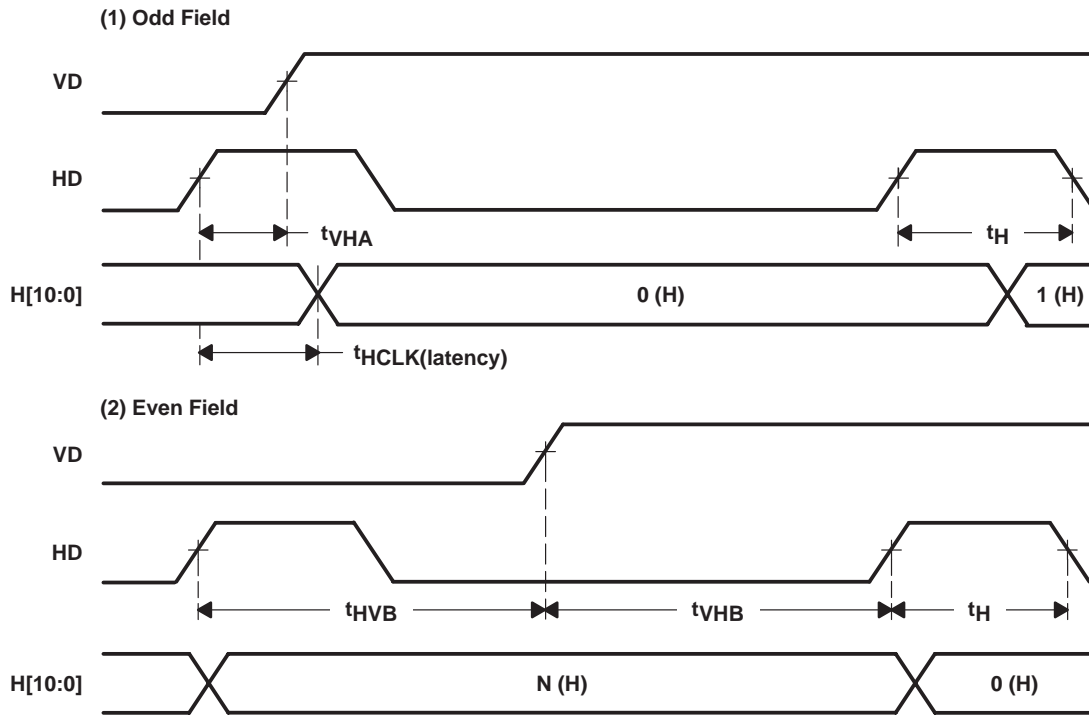 (1) Odd Field
VD
HD
tVHA
tH
H[10:0]
0 (H)
1 (H)
tHCLK(latency)
(2) Even Field
VD
HD
tHVB
tVHB
tH
H[10:0]
N (H)
0 (H)